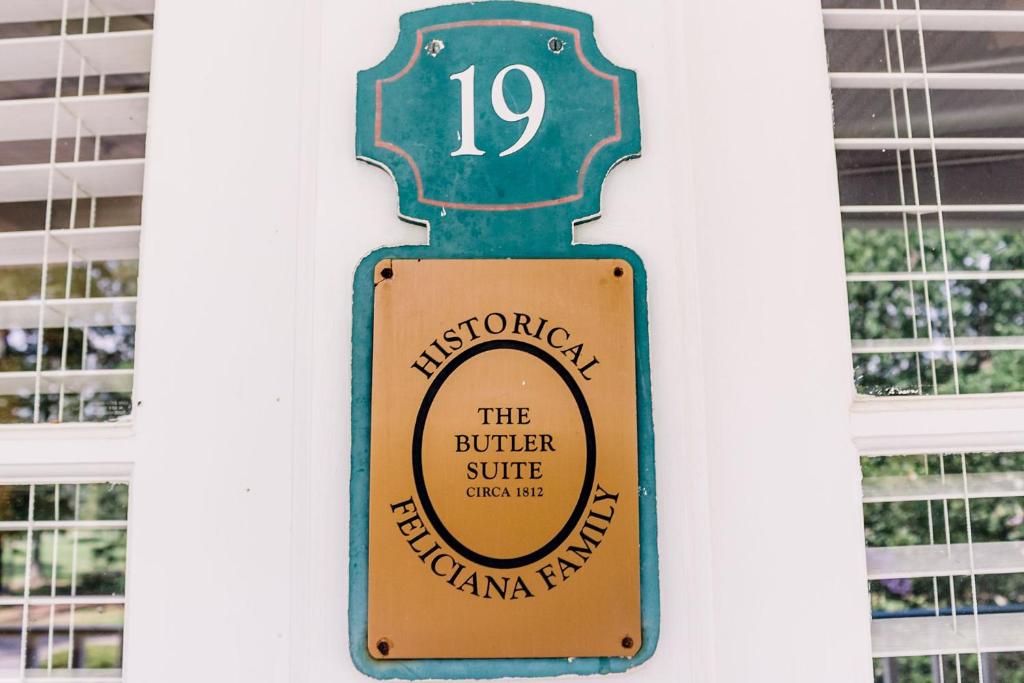 19
HISTORICAL
THE
BUTLER
SUITE
CIRCA 1812
FELICIANA FAMILY